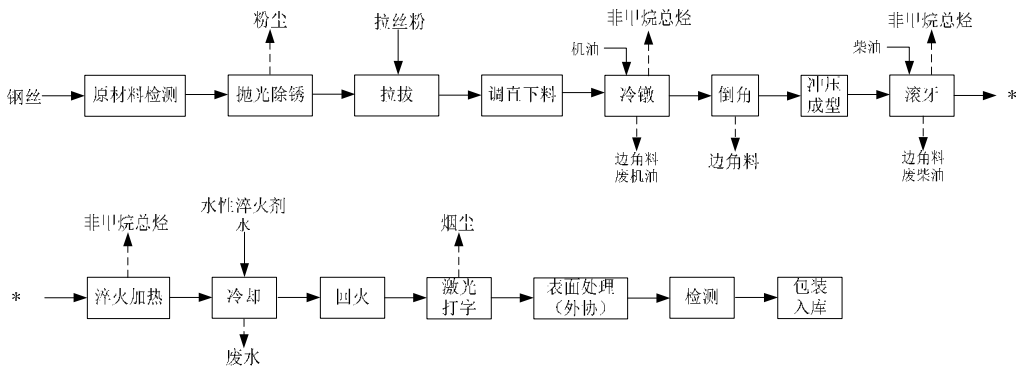 粉尘
拉丝粉
非甲烷总烃
非甲烷总烃
机油
柴油
钢丝
原材料检测
抛光除锈
拉拔
调直下料
冷镦
倒角
冲压
成型
滚牙
*
边角料
废机油
边角料
边角料
废柴油
非甲烷总烃
水性淬火剂
水
烟尘
*
淬火加热
冷却
回火
激光
打字
表面处理
（外协）
检测
包装
入库
废水